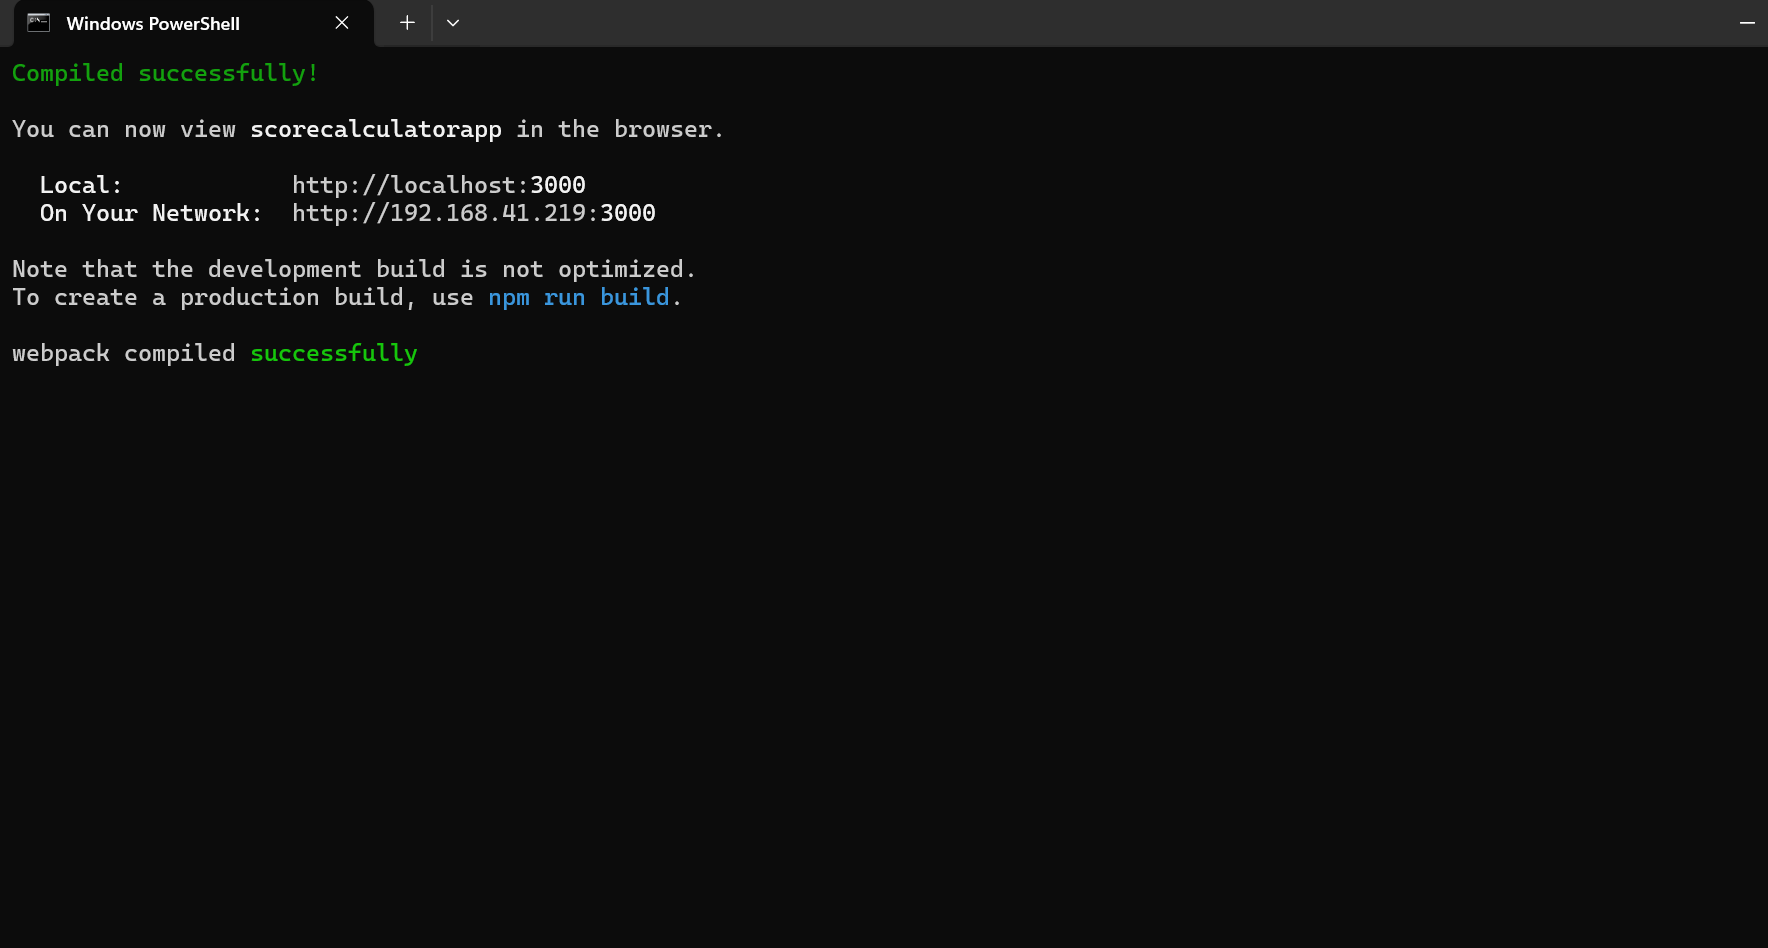 Windows PowerShell
Compiled successfully!
You can now view scorecalculatorapp in the browser.
Local: http://localhost:3000
On Your Network: http://192.168.41.219:3000
Note that the development build is not optimized.
To create a production build, use npm run build.
webpack compiled successfully